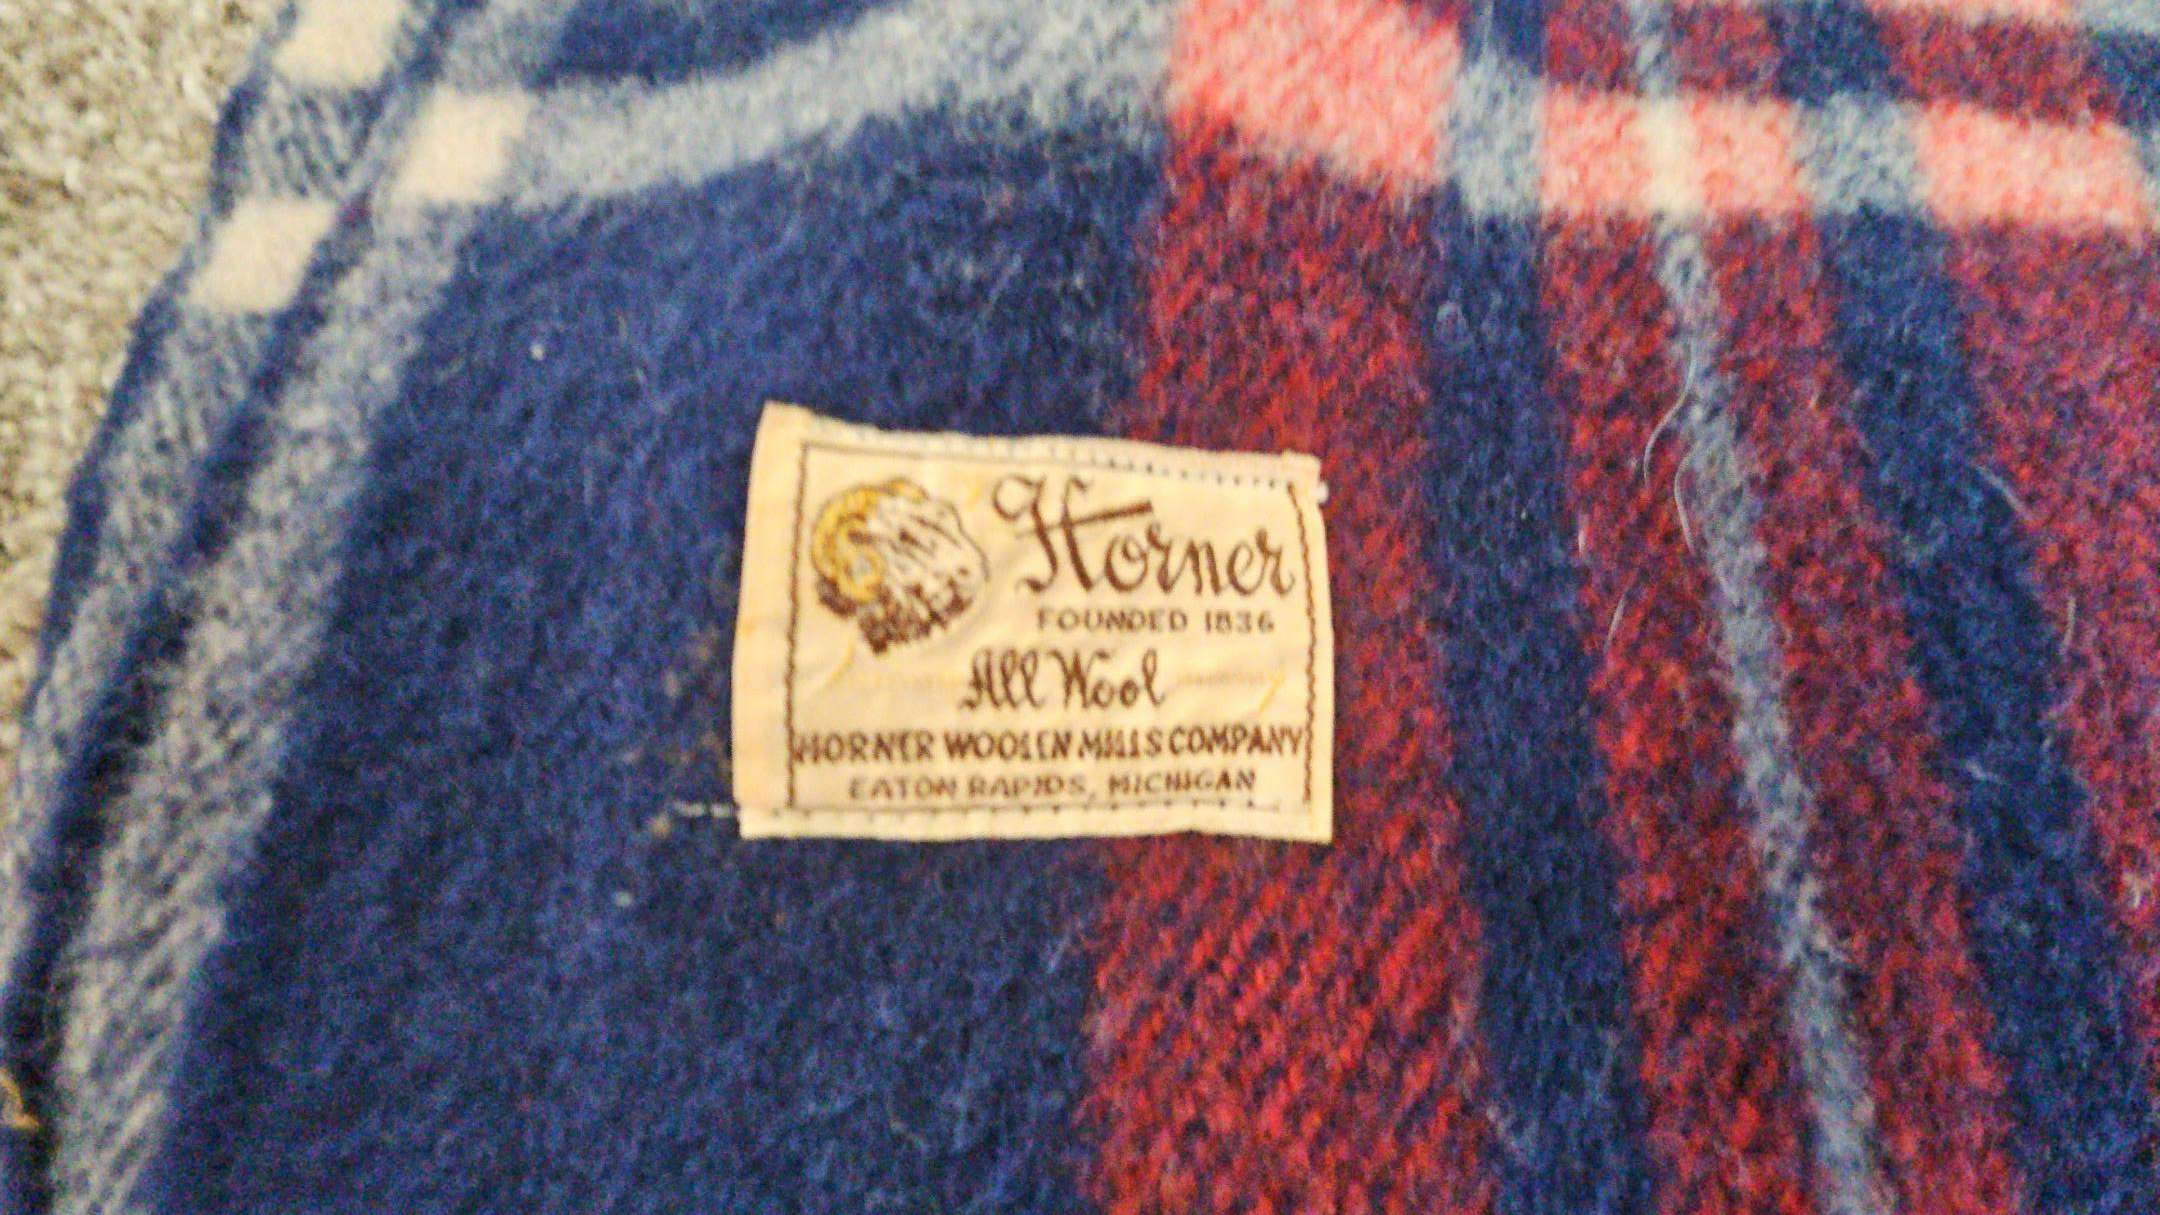 Horner
FOUNDED 1836
All Wool
HORNER WOOLEN MILLS COMPANY
EATON RAPIDS, MICHIGAN